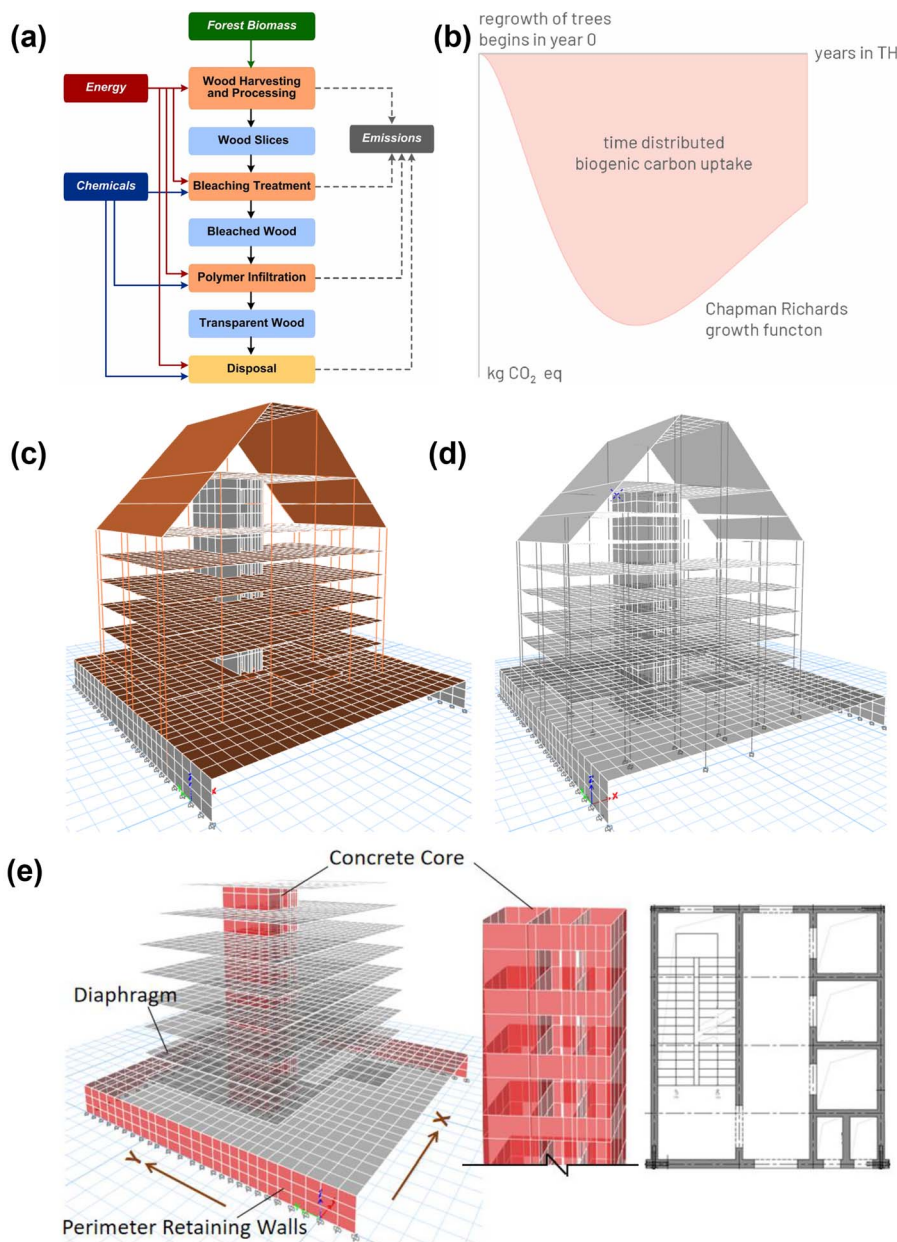 (a)
Forest Biomass
Energy
Wood Harvesting
and Processing
Wood Slices
Emissions
Chemicals
Bleaching Treatment
Bleached Wood
Polymer Infiltration
Transparent Wood
Disposal
(b)
regrowth of trees
begins in year 0
years in TH
time distributed
biogenic carbon uptake
Chapman Richards
growth functon
kg CO₂ eq
(c)
(d)
X
(e)
Concrete Core
Diaphragm
X
Y
Perimeter Retaining Walls